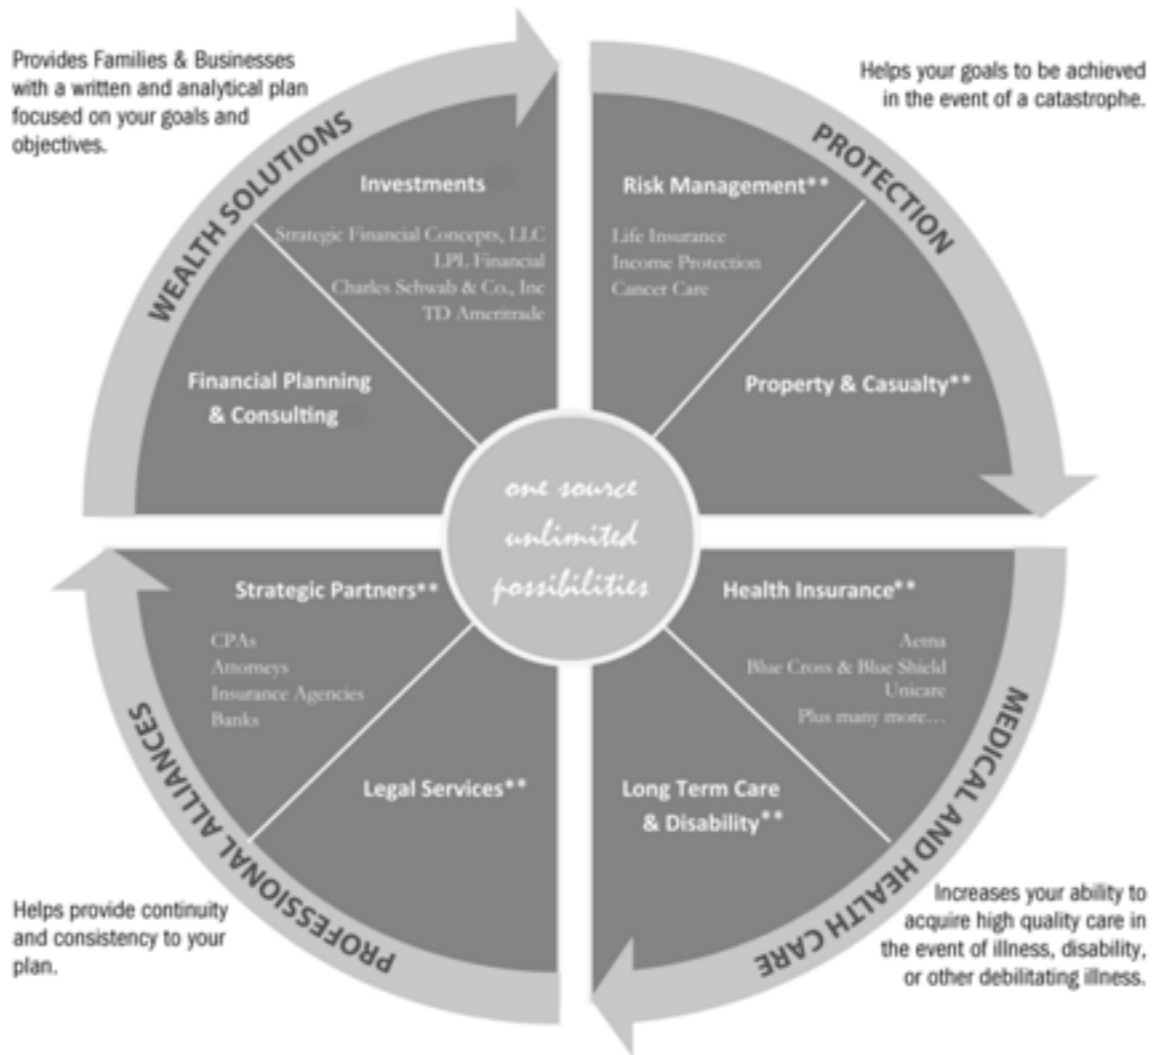 Provides Families & Businesses
with a written and analytical plan
focused on your goals and
objectives.
WEALTH SOLUTIONS
Investments
Strategic Financial Concepts, LLC
LPL Financial
Charles Schwab & Co., Inc
TD Ameritrade
Financial Planning
& Consulting
Helps your goals to be achieved
in the event of a catastrophe.
PROTECTION
Risk Management**
Life Insurance
Income Protection
Cancer Care
Property & Casualty**
one source
unlimited
possibilities
Strategic Partners**
CPAs
Attorneys
Insurance Agencies
Banks
Legal Services**
PROFESSIONAL ALLIANCES
Helps provide continuity
and consistency to your
plan.
Health Insurance**
Aetna
Blue Cross & Blue Shield
Unicare
Plus many more...
Long Term Care
& Disability**
MEDICAL AND HEALTH CARE
Increases your ability to
acquire high quality care in
the event of illness, disability,
or other debilitating illness.